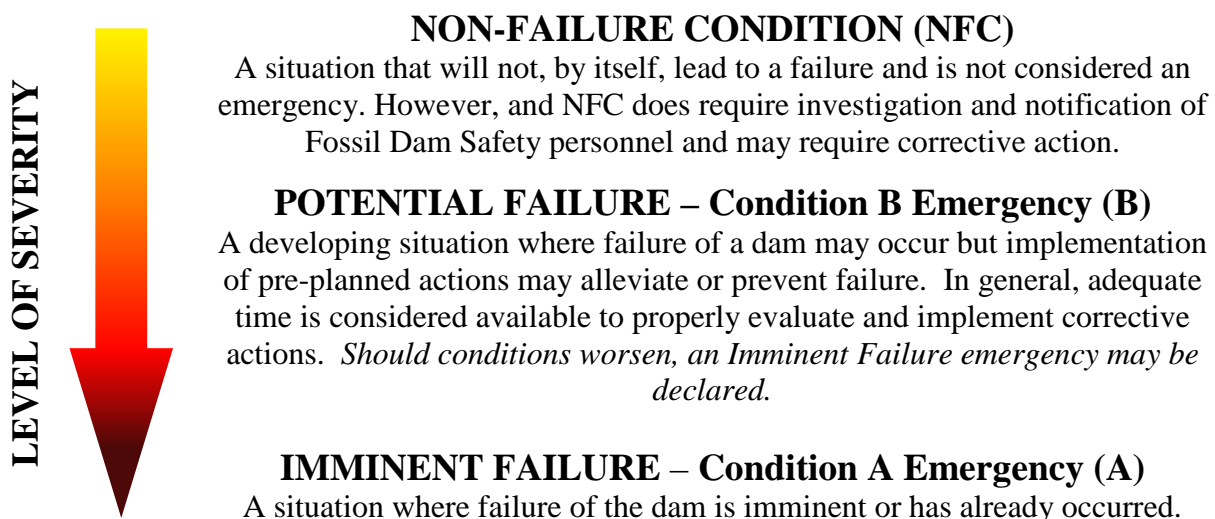 LEVEL OF SEVERITY
NON-FAILURE CONDITION (NFC)
A situation that will not, by itself, lead to a failure and is not considered an
emergency. However, and NFC does require investigation and notification of
Fossil Dam Safety personnel and may require corrective action.
POTENTIAL FAILURE – Condition B Emergency (B)
A developing situation where failure of a dam may occur but implementation
of pre-planned actions may alleviate or prevent failure.  In general, adequate
time is considered available to properly evaluate and implement corrective
actions.  Should conditions worsen, an Imminent Failure emergency may be
declared.
IMMINENT FAILURE – Condition A Emergency (A)
A situation where failure of the dam is imminent or has already occurred.